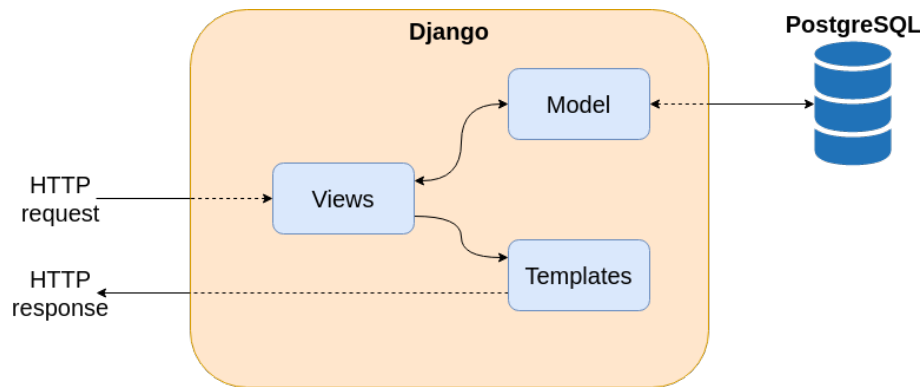 Django
PostgreSQL
Model
HTTP
request
Views
HTTP
response
Templates